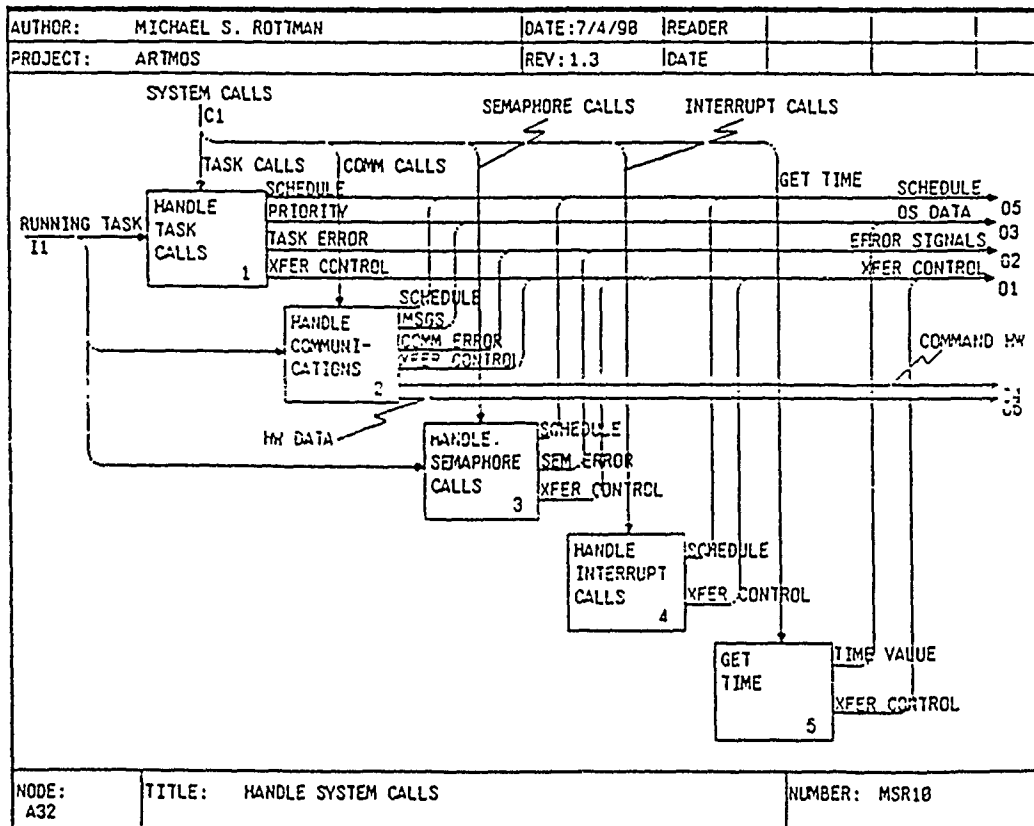 AUTHOR: MICHAEL S. ROTTMAN DATE:7/4/90 READER
PROJECT: ARTMOS REV:1.3 DATE
SYSTEM CALLS
C1
SEMAPHORE CALLS
INTERRUPT CALLS
TASK CALLS
COMM CALLS
GET TIME
RUNNING TASK
I1
HANDLE
TASK
CALLS
1
SCHEDULE
PRIORITY
TASK ERROR
XFER CONTROL
SCHEDULE
O5
OS DATA
O3
ERROR SIGNALS
O2
XFER CONTROL
O1
HANDLE
COMMUNI-
CATIONS
2
SCHEDULE
MSGS
COMM ERROR
XFER CONTROL
COMMAND HW
HW DATA
HANDLE.
SEMAPHORE
CALLS
3
SCHEDULE
SEM ERROR
XFER CONTROL
HANDLE
INTERRUPT
CALLS
4
SCHEDULE
XFER CONTROL
GET
TIME
5
TIME VALUE
XFER CONTROL
NODE: TITLE: HANDLE SYSTEM CALLS NUMBER: MSR10
A32